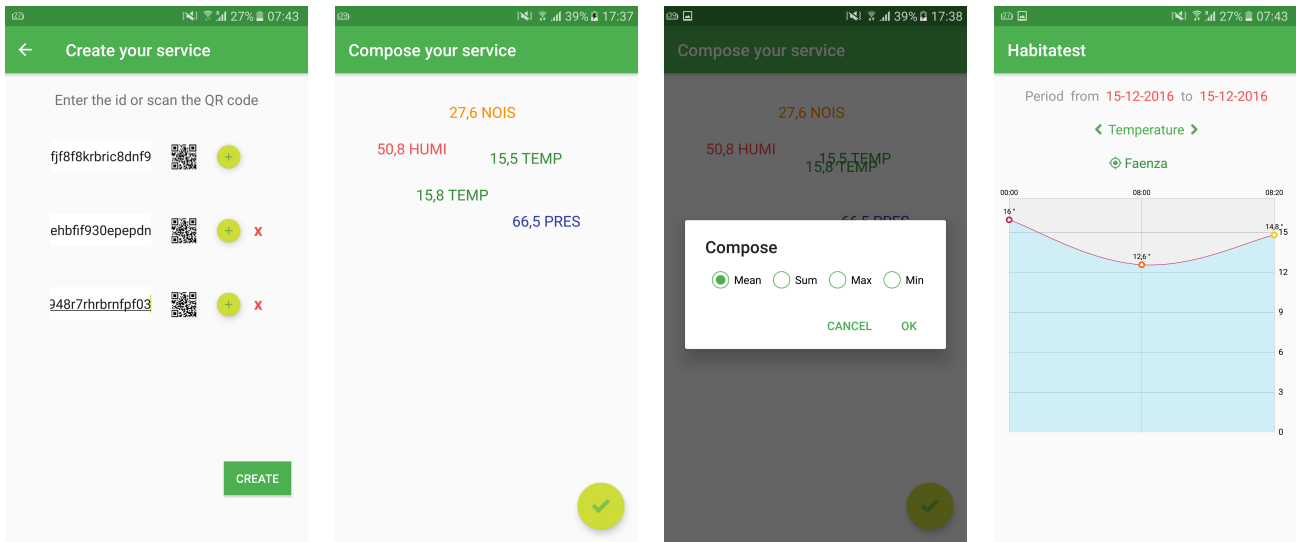 27% 07:43
Create your service
Enter the id or scan the QR code
fjf8f8krbric8dnf9
ehbfif930epepdn x
948r7rhrbrnfpf03 x
CREATE
39% 17:37
Compose your service
27,6 NOIS
50,8 HUMI
15,5 TEMP
15,8 TEMP
66,5 PRES
39% 17:38
Compose your service
27,6 NOIS
50,8 HUMI
15,5 TEMP
15,8 TEMP
66,5 PRES
Compose
Mean Sum Max Min
CANCEL OK
27% 07:43
Habitatest
Period from 15-12-2016 to 15-12-2016
Temperature
Faenza
00:00 08:00 08:20
16 °
14,8 °
15
12,6 °
12
9
6
3
0